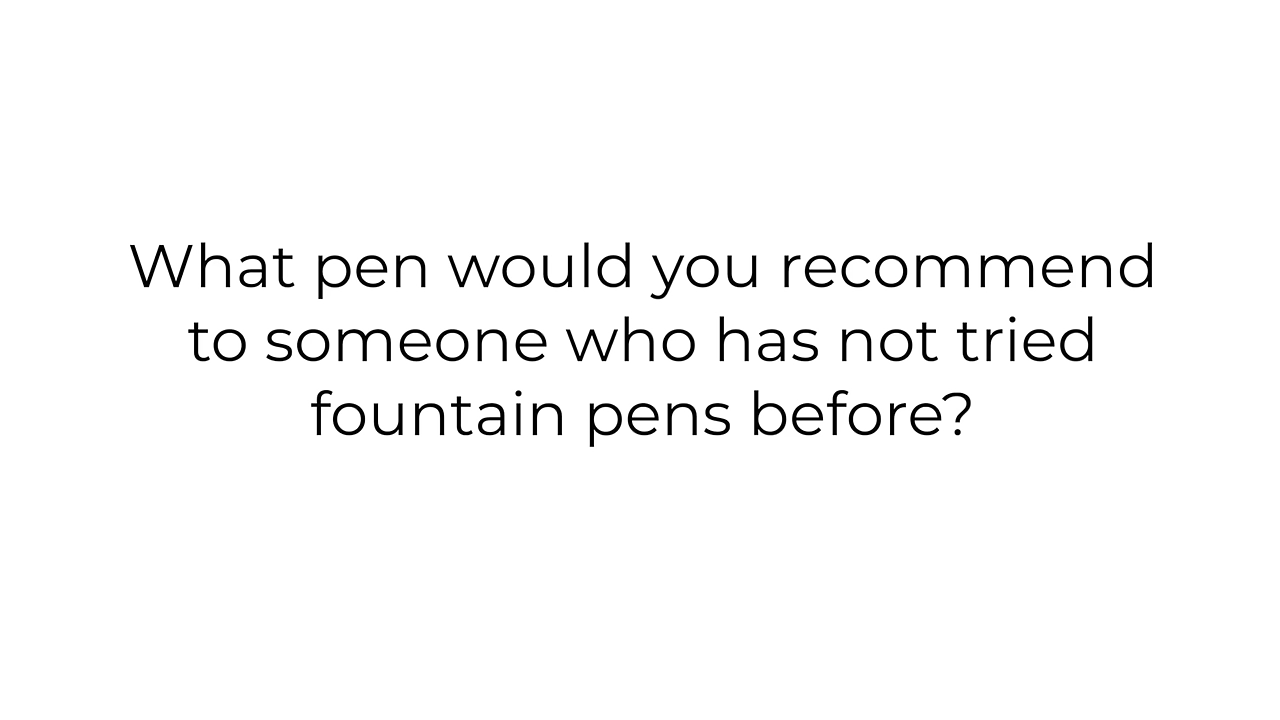 What pen would you recommend
to someone who has not tried
fountain pens before?